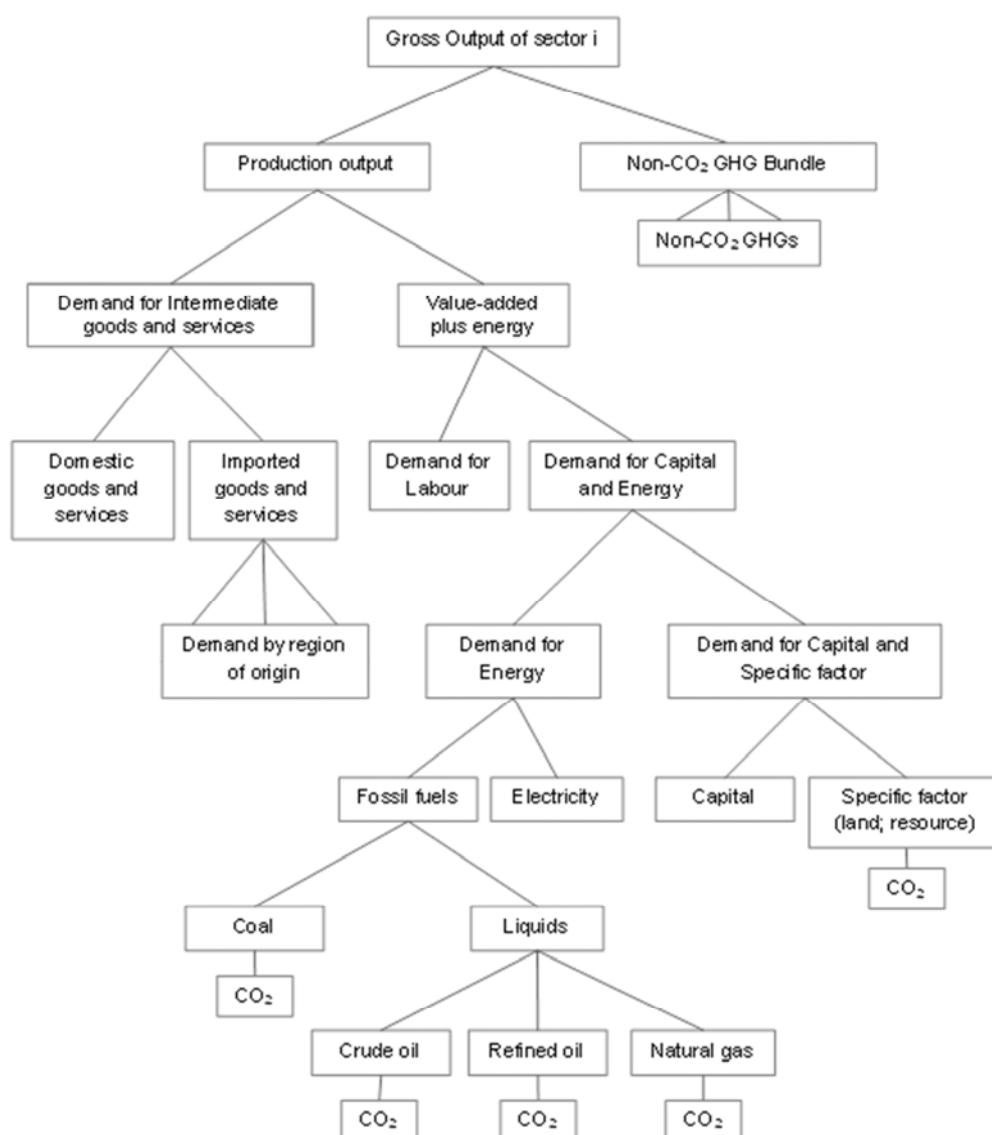 Gross Output of sector i
Production output
Non-CO₂ GHG Bundle
Non-CO₂ GHGs
Demand for Intermediate
goods and services
Value-added
plus energy
Domestic
goods and
services
Imported
goods and
services
Demand for
Labour
Demand for Capital
and Energy
Demand by region
of origin
Demand for
Energy
Demand for Capital and
Specific factor
Fossil fuels
Electricity
Capital
Specific factor
(land; resource)
CO₂
Coal
Liquids
CO₂
Crude oil
Refined oil
Natural gas
CO₂
CO₂
CO₂